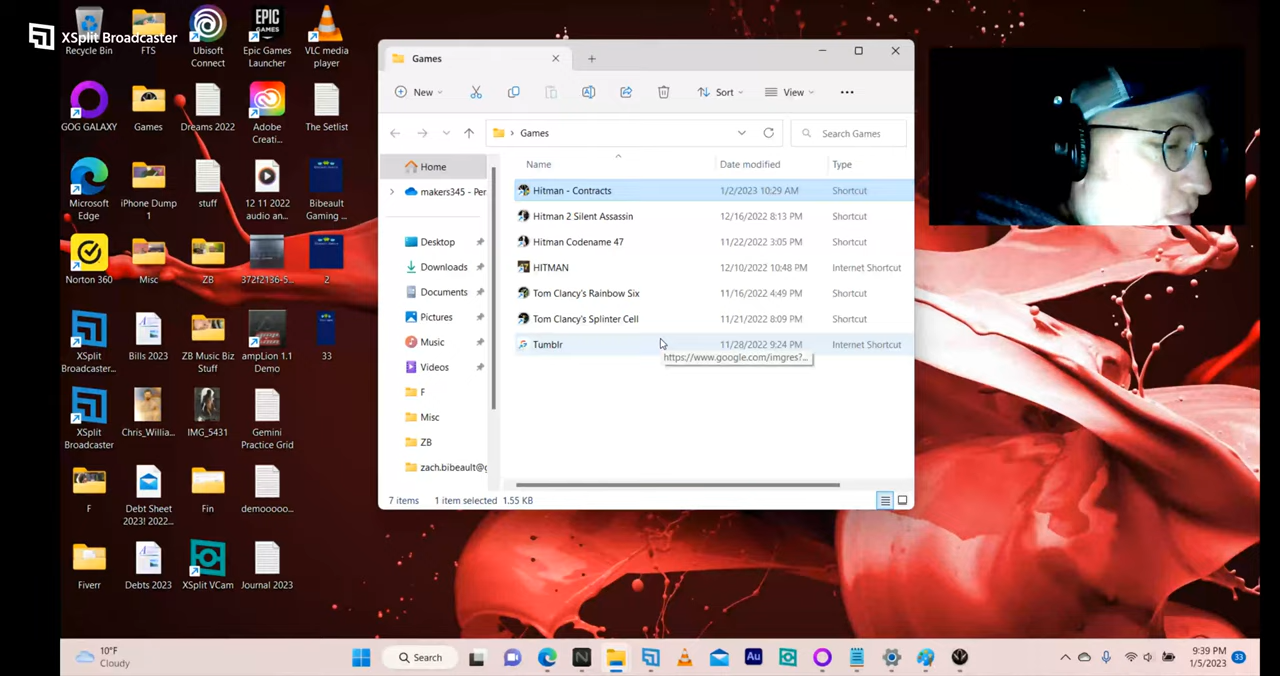 XSplit Broadcaster
Recycle Bin
FTS
Ubisoft Connect
EPIC GAMES
Epic Games Launcher
VLC media player
GOG GALAXY
Games
Dreams 2022
Adobe Creati...
The Setlist
Microsoft Edge
iPhone Dump 1
stuff
12 11 2022 audio an...
Bibeault Gaming ...
Norton 360
Misc
ZB
372f2136-5...
2
XSplit Broadcaster...
Bills 2023
ZB Music Biz Stuff
ampLion 1.1 Demo
33
XSplit Broadcaster
Chris_Willia...
IMG_5431
Gemini Practice Grid
F
Debt Sheet 2023! 2022...
Fin
demooooo...
Fiverr
Debts 2023
XSplit VCam
Journal 2023
Games
New
Sort
View
Games
Search Games
Home
makers345 - Per
Desktop
Downloads
Documents
Pictures
Music
Videos
F
Misc
ZB
zach.bibeault@g
Name Date modified Type
Hitman - Contracts 1/2/2023 10:29 AM Shortcut
Hitman 2 Silent Assassin 12/16/2022 8:13 PM Shortcut
Hitman Codename 47 11/22/2022 3:05 PM Shortcut
HITMAN 12/10/2022 10:48 PM Internet Shortcut
Tom Clancy's Rainbow Six 11/16/2022 4:49 PM Shortcut
Tom Clancy's Splinter Cell 11/21/2022 8:09 PM Shortcut
Tumblr 11/28/2022 9:24 PM Internet Shortcut
https://www.google.com/imgres?...
7 items 1 item selected 1.55 KB
10°F
Cloudy
Search
Au
9:39 PM
1/5/2023
33